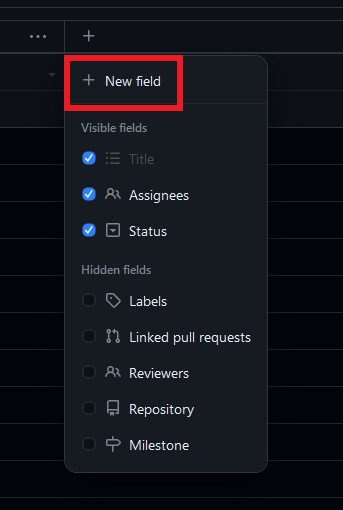 New field
Visible fields
Title
Assignees
Status
Hidden fields
Labels
Linked pull requests
Reviewers
Repository
Milestone